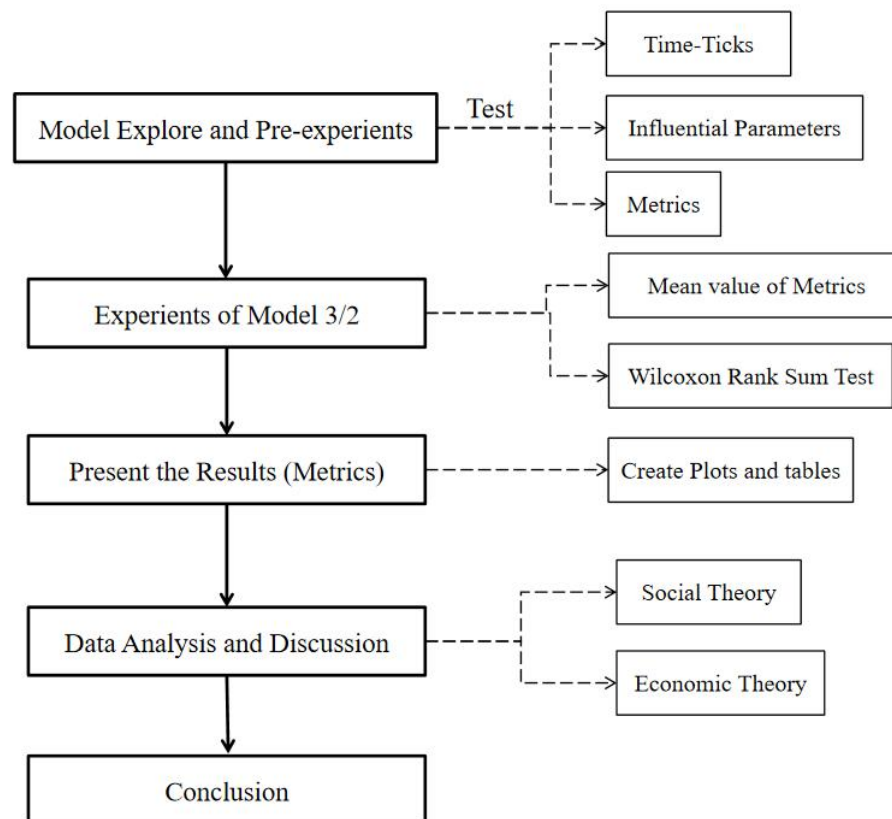 Time-Ticks
Test
Model Explore and Pre-experients
Influential Parameters
Metrics
Mean value of Metrics
Experients of Model 3/2
Wilcoxon Rank Sum Test
Present the Results (Metrics)
Create Plots and tables
Social Theory
Data Analysis and Discussion
Economic Theory
Conclusion